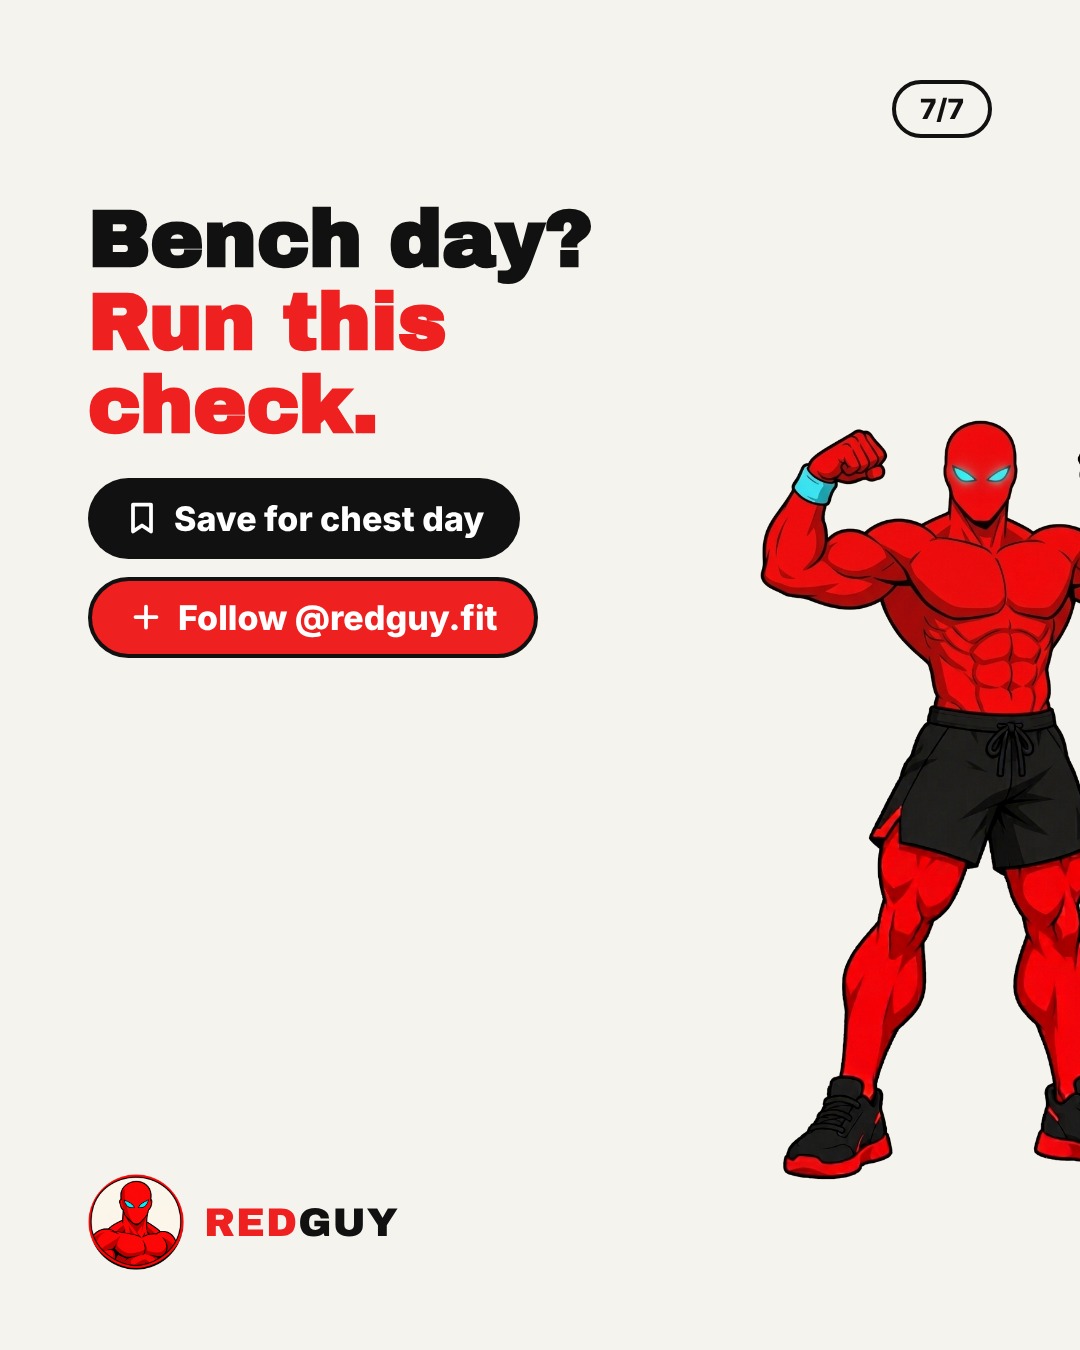 7/7
Bench day?
Run this
check.
Save for chest day
+ Follow @redguy.fit
REDGUY